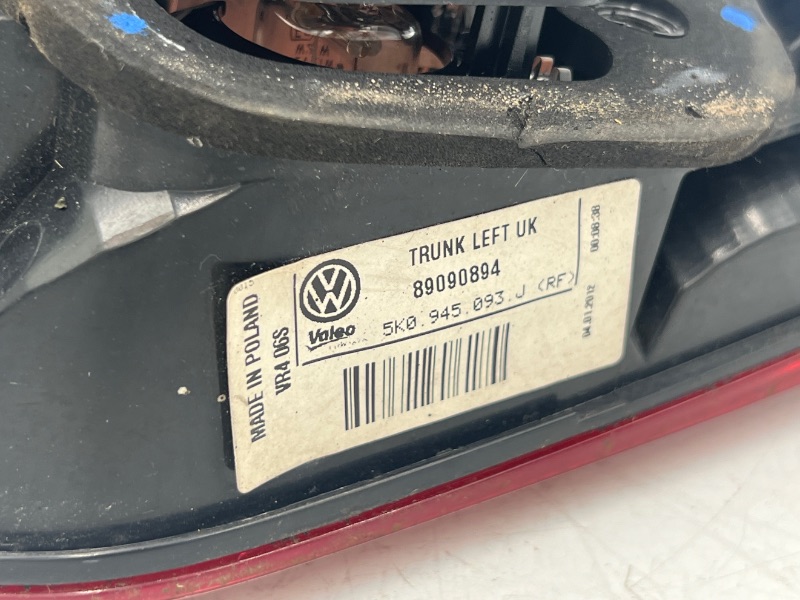 TRUNK LEFT UK
89090894
5K0.945.093.J (RF)
Valeo
MADE IN POLAND
VR4 06S
04.01.2012
00:08:38